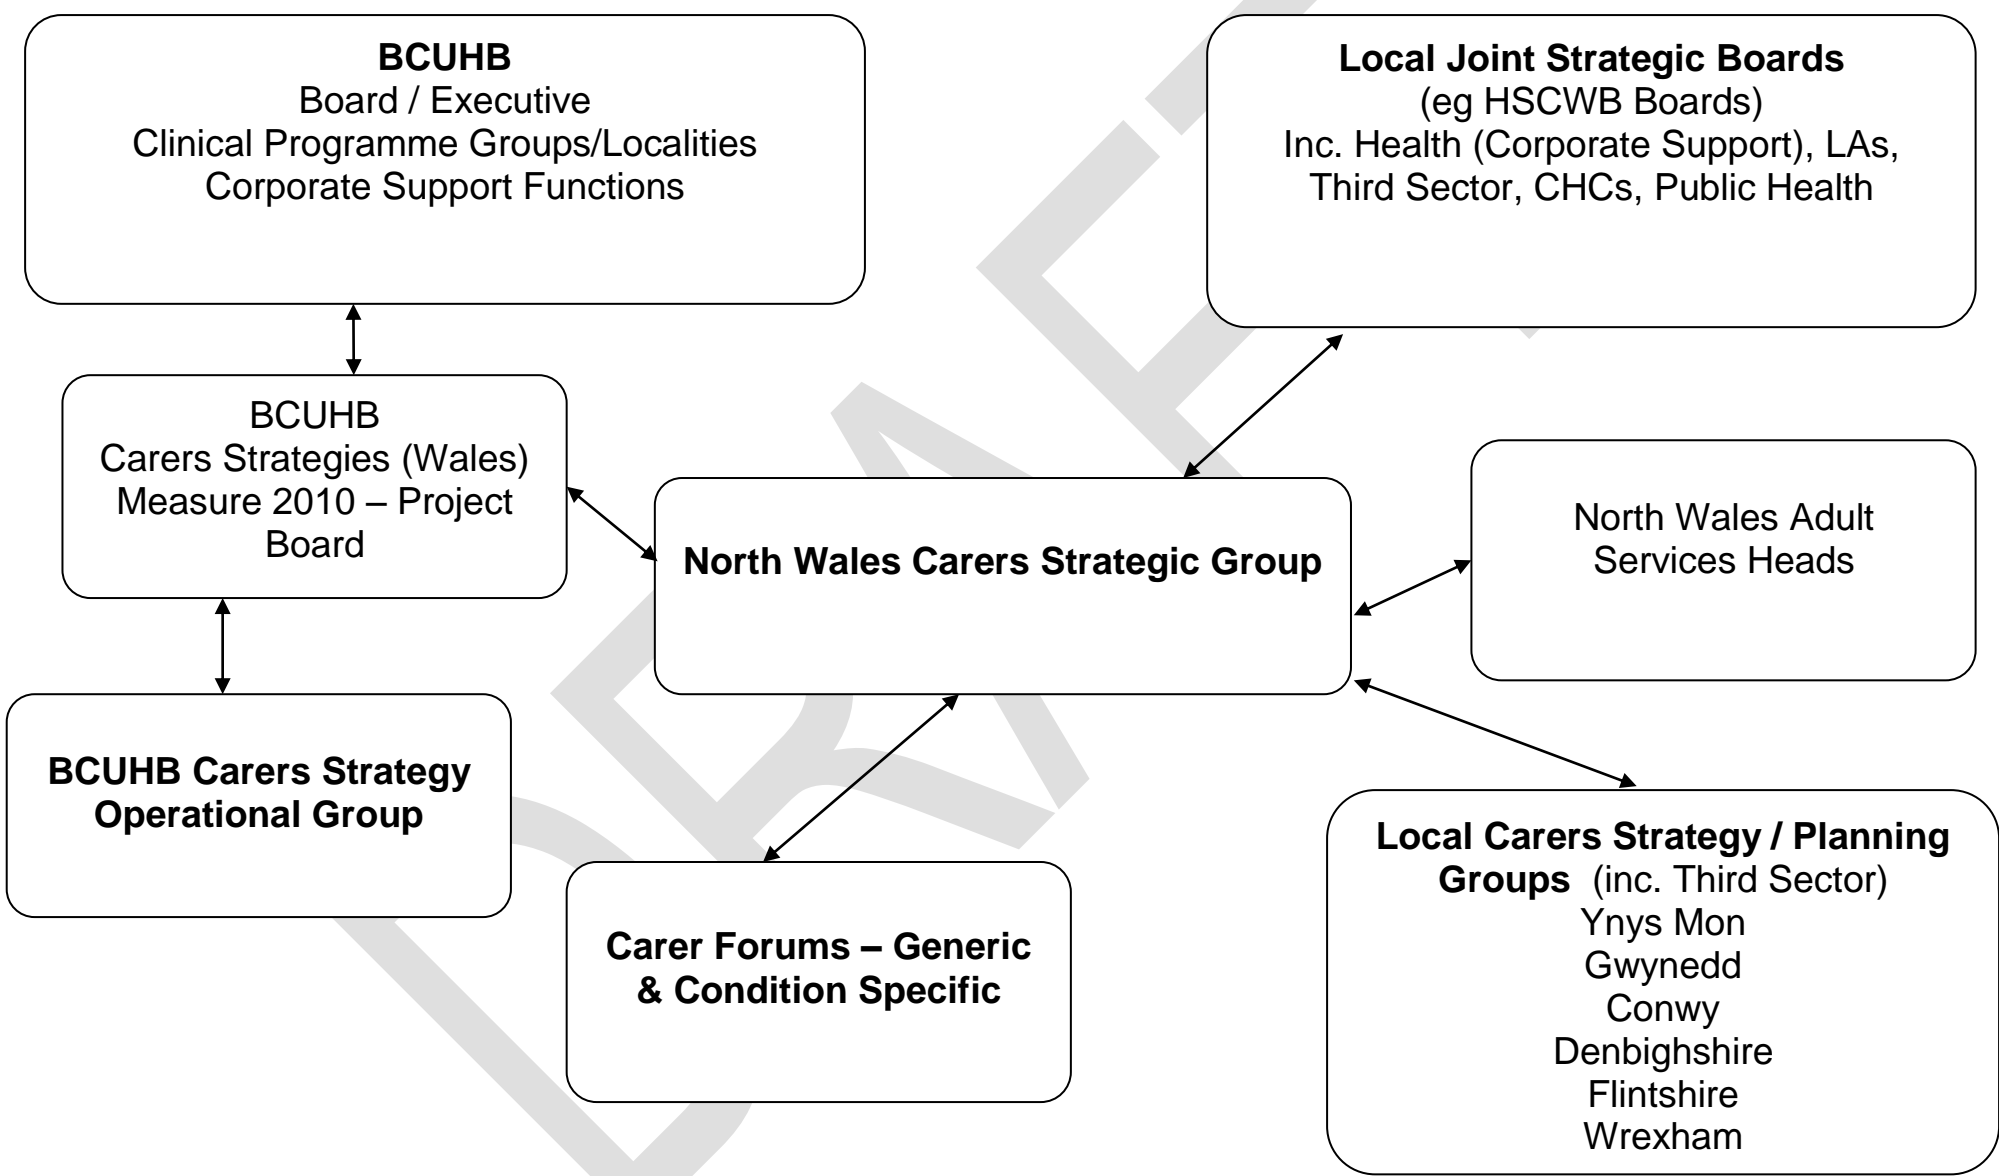 BCUHB
Board / Executive
Clinical Programme Groups/Localities
Corporate Support Functions
Local Joint Strategic Boards
(eg HSCWB Boards)
Inc. Health (Corporate Support), LAs,
Third Sector, CHCs, Public Health
BCUHB
Carers Strategies (Wales)
Measure 2010 – Project
Board
North Wales Carers Strategic Group
North Wales Adult
Services Heads
BCUHB Carers Strategy
Operational Group
Carer Forums – Generic
& Condition Specific
Local Carers Strategy / Planning
Groups  (inc. Third Sector)
Ynys Mon
Gwynedd
Conwy
Denbighshire
Flintshire
Wrexham
DRAFT